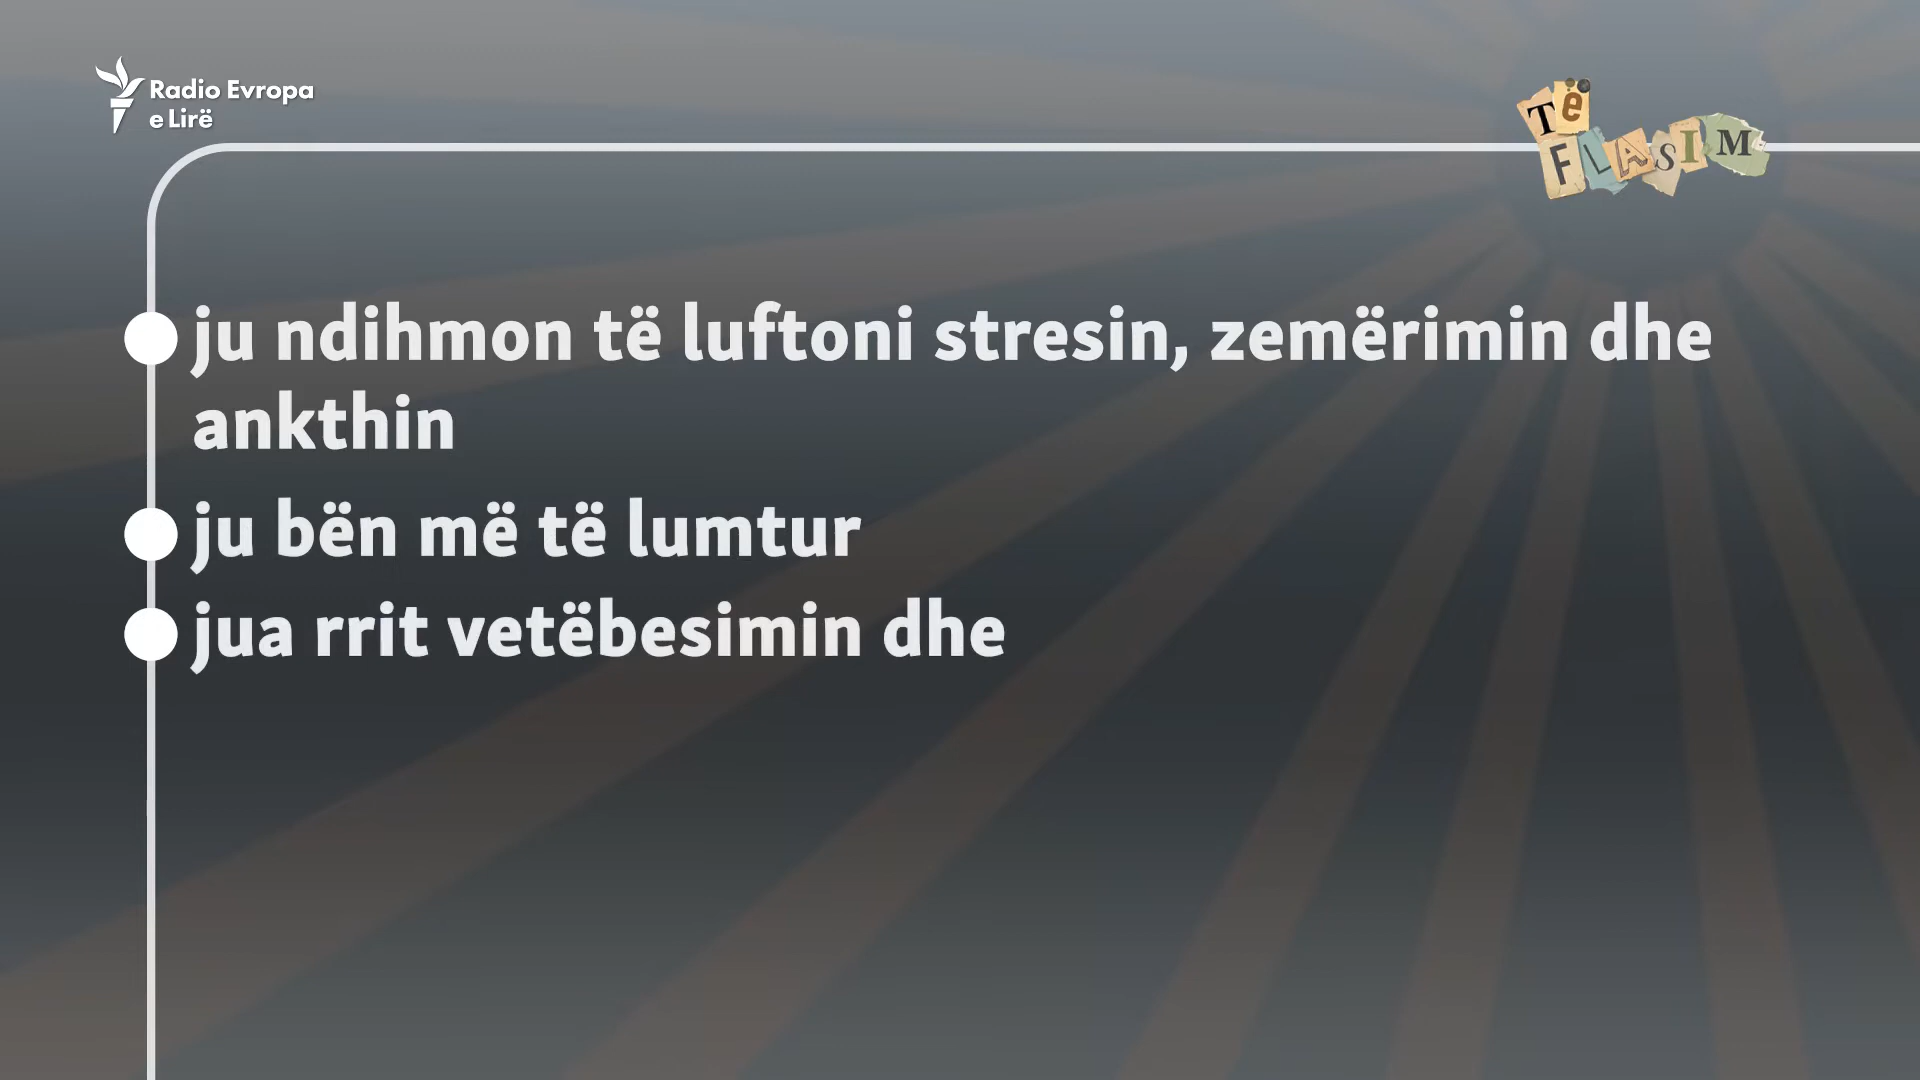 Radio Evropa
e Lirë
Të
FLASIM
ju ndihmon të luftoni stresin, zemërimin dhe
ankthin
ju bën më të lumtur
jua rrit vetëbesimin dhe